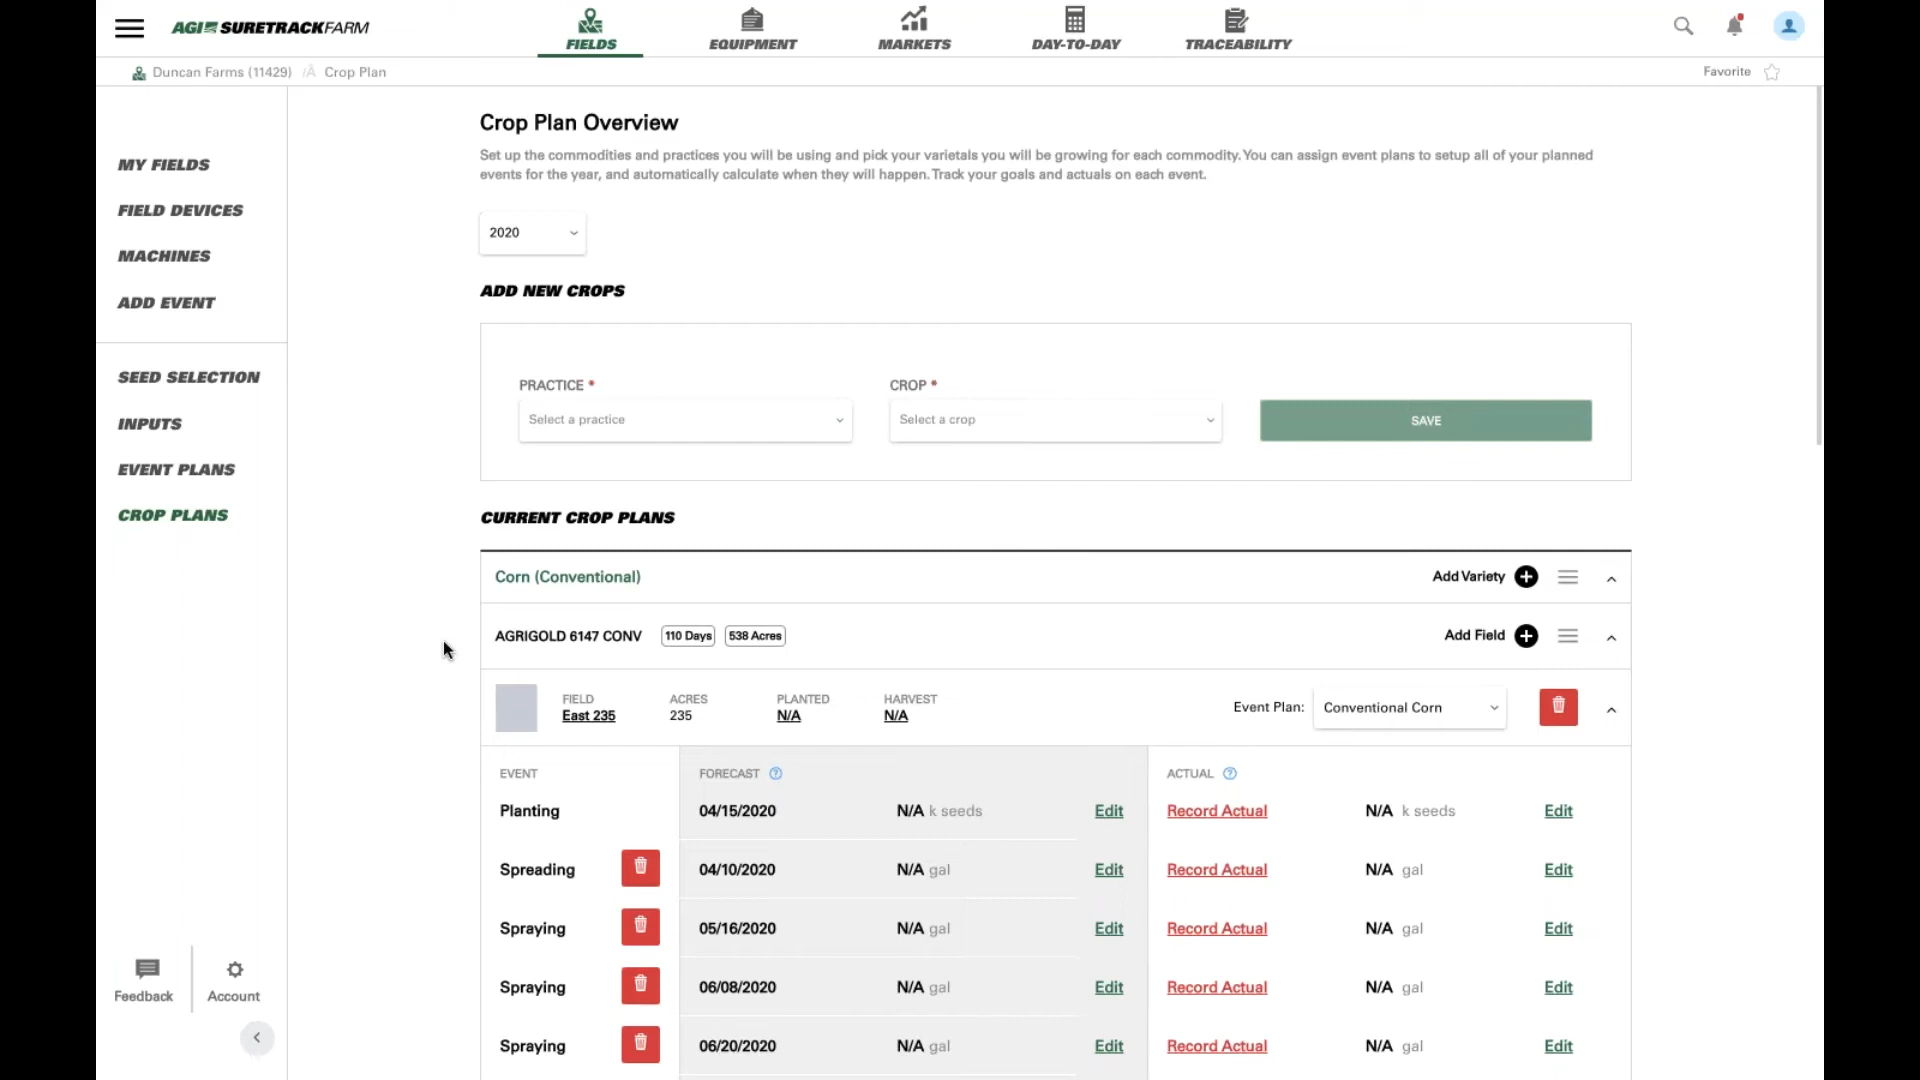 AGI SURETRACKFARM
FIELDS
EQUIPMENT
MARKETS
DAY-TO-DAY
TRACEABILITY
Duncan Farms (11429) /Â Crop Plan
Favorite
MY FIELDS
FIELD DEVICES
MACHINES
ADD EVENT
SEED SELECTION
INPUTS
EVENT PLANS
CROP PLANS
Feedback
Account
Crop Plan Overview
Set up the commodities and practices you will be using and pick your varietals you will be growing for each commodity. You can assign event plans to setup all of your planned
events for the year, and automatically calculate when they will happen. Track your goals and actuals on each event.
2020
ADD NEW CROPS
PRACTICE *
CROP *
Select a practice
Select a crop
SAVE
CURRENT CROP PLANS
Corn (Conventional)
Add Variety
AGRIGOLD 6147 CONV 110 Days 538 Acres
Add Field
FIELD ACRES PLANTED HARVEST
East 235 235 N/A N/A
Event Plan: Conventional Corn
EVENT FORECAST ? ACTUAL ?
Planting 04/15/2020 N/A k seeds Edit Record Actual N/A k seeds Edit
Spreading 04/10/2020 N/A gal Edit Record Actual N/A gal Edit
Spraying 05/16/2020 N/A gal Edit Record Actual N/A gal Edit
Spraying 06/08/2020 N/A gal Edit Record Actual N/A gal Edit
Spraying 06/20/2020 N/A gal Edit Record Actual N/A gal Edit